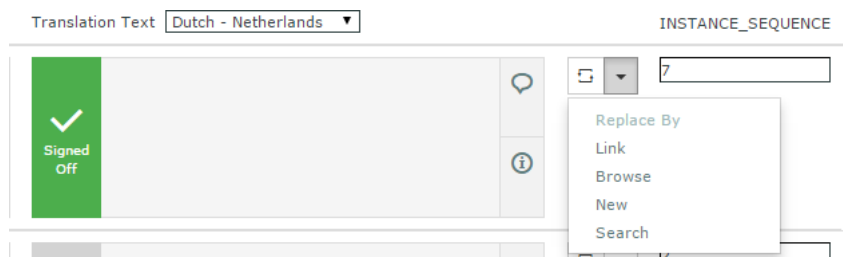 Translation Text Dutch - Netherlands INSTANCE_SEQUENCE
7
Signed
Off
Replace By
Link
Browse
New
Search